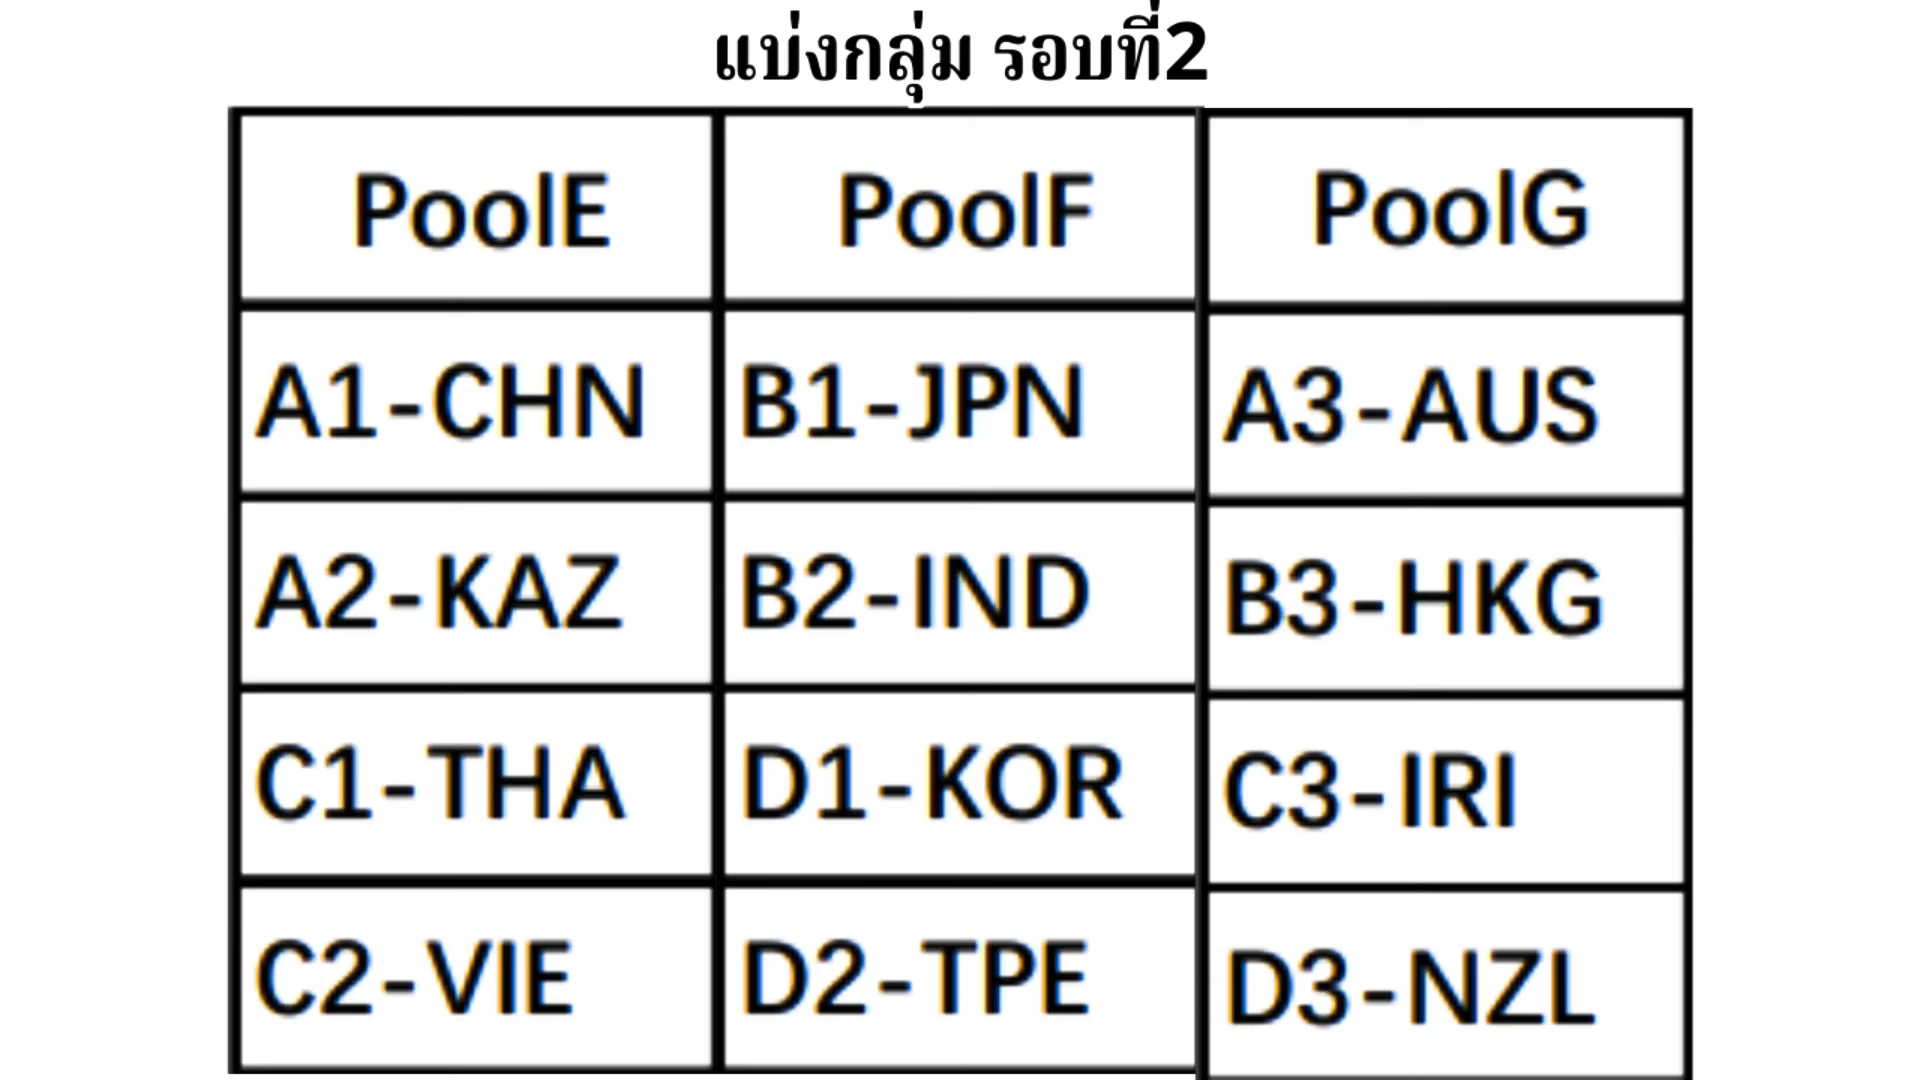 แบ่งกลุ่ม รอบที่2
PoolE PoolF PoolG
A1-CHN B1-JPN A3-AUS
A2-KAZ B2-IND B3-HKG
C1-THA D1-KOR C3-IRI
C2-VIE D2-TPE D3-NZL